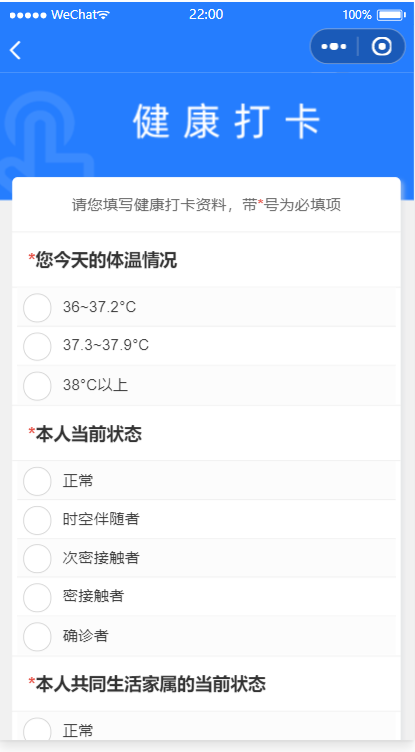 WeChat 22:00 100%
健康打卡
请您填写健康打卡资料，带*号为必填项
*您今天的体温情况
36~37.2°C
37.3~37.9°C
38°C以上
*本人当前状态
正常
时空伴随者
次密接触者
密接触者
确诊者
*本人共同生活家属的当前状态
正常